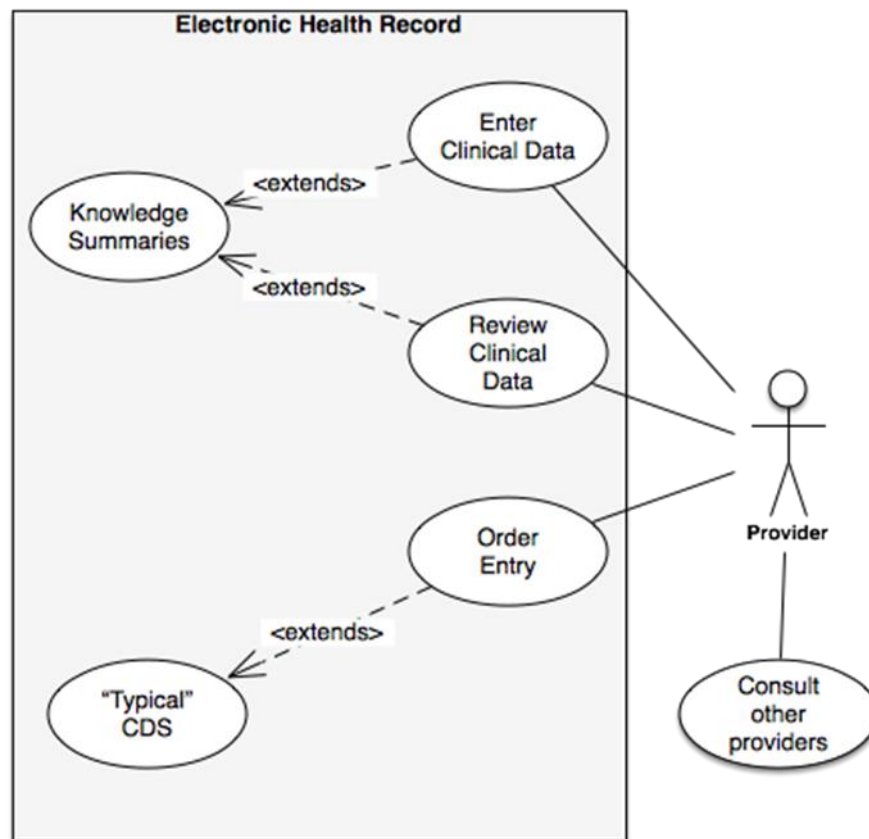 Electronic Health Record
Enter
Clinical Data
<extends>
Knowledge
Summaries
<extends>
Review
Clinical
Data
Order
Entry
Provider
<extends>
“Typical”
CDS
Consult
other
providers